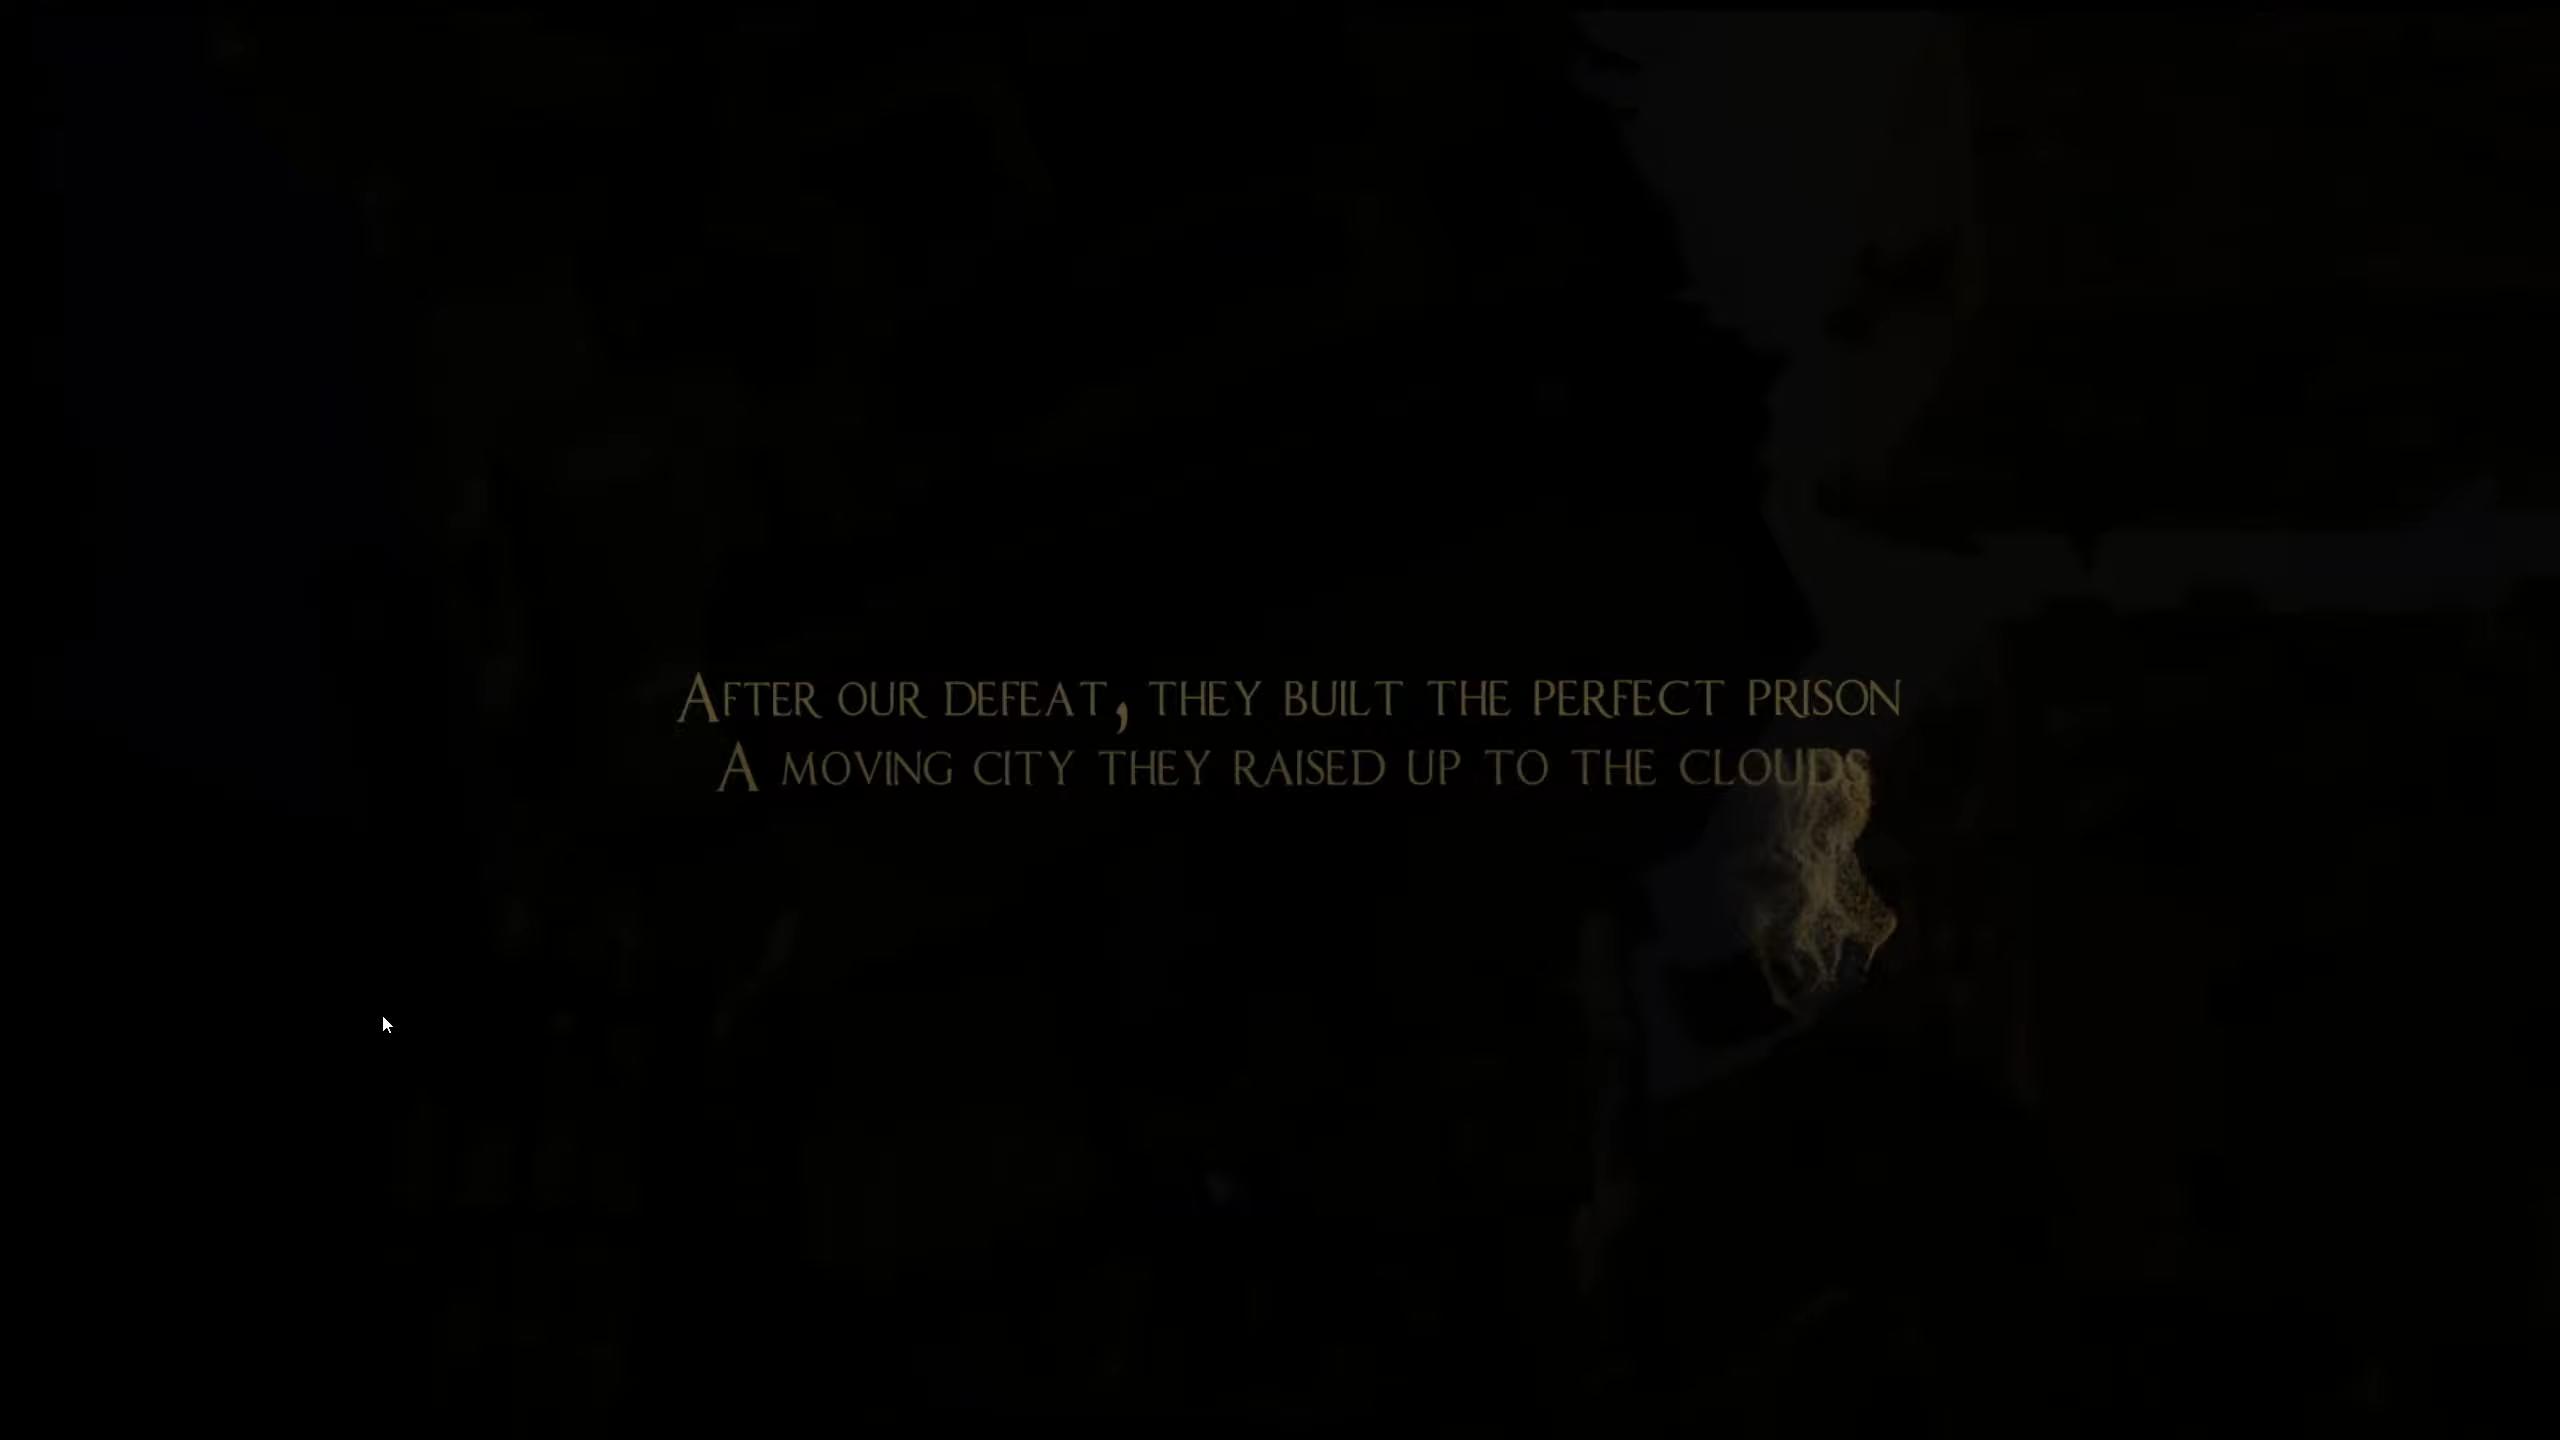 After our defeat, they built the perfect prison
A moving city they raised up to the clouds